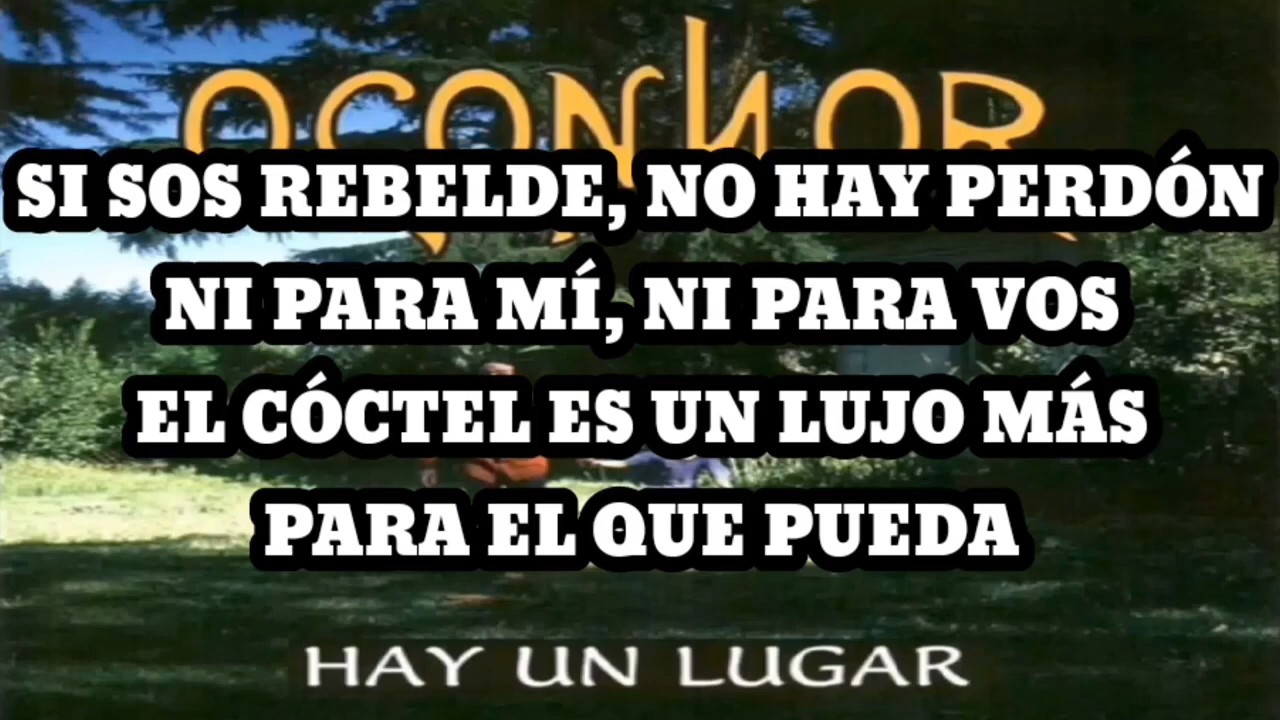 OCONNOR
SI SOS REBELDE, NO HAY PERDÓN
NI PARA MÍ, NI PARA VOS
EL CÓCTEL ES UN LUJO MÁS
PARA EL QUE PUEDA
HAY UN LUGAR